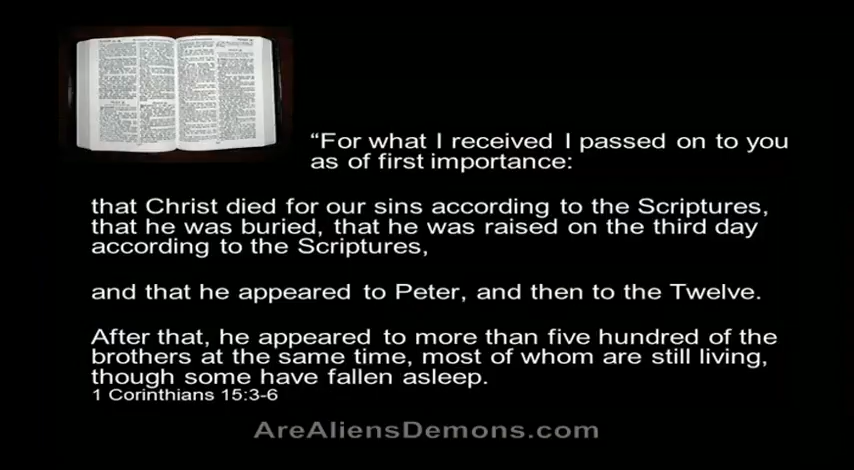 “For what I received I passed on to you
as of first importance:
that Christ died for our sins according to the Scriptures,
that he was buried, that he was raised on the third day
according to the Scriptures,
and that he appeared to Peter, and then to the Twelve.
After that, he appeared to more than five hundred of the
brothers at the same time, most of whom are still living,
though some have fallen asleep.
1 Corinthians 15:3-6
AreAliensDemons.com